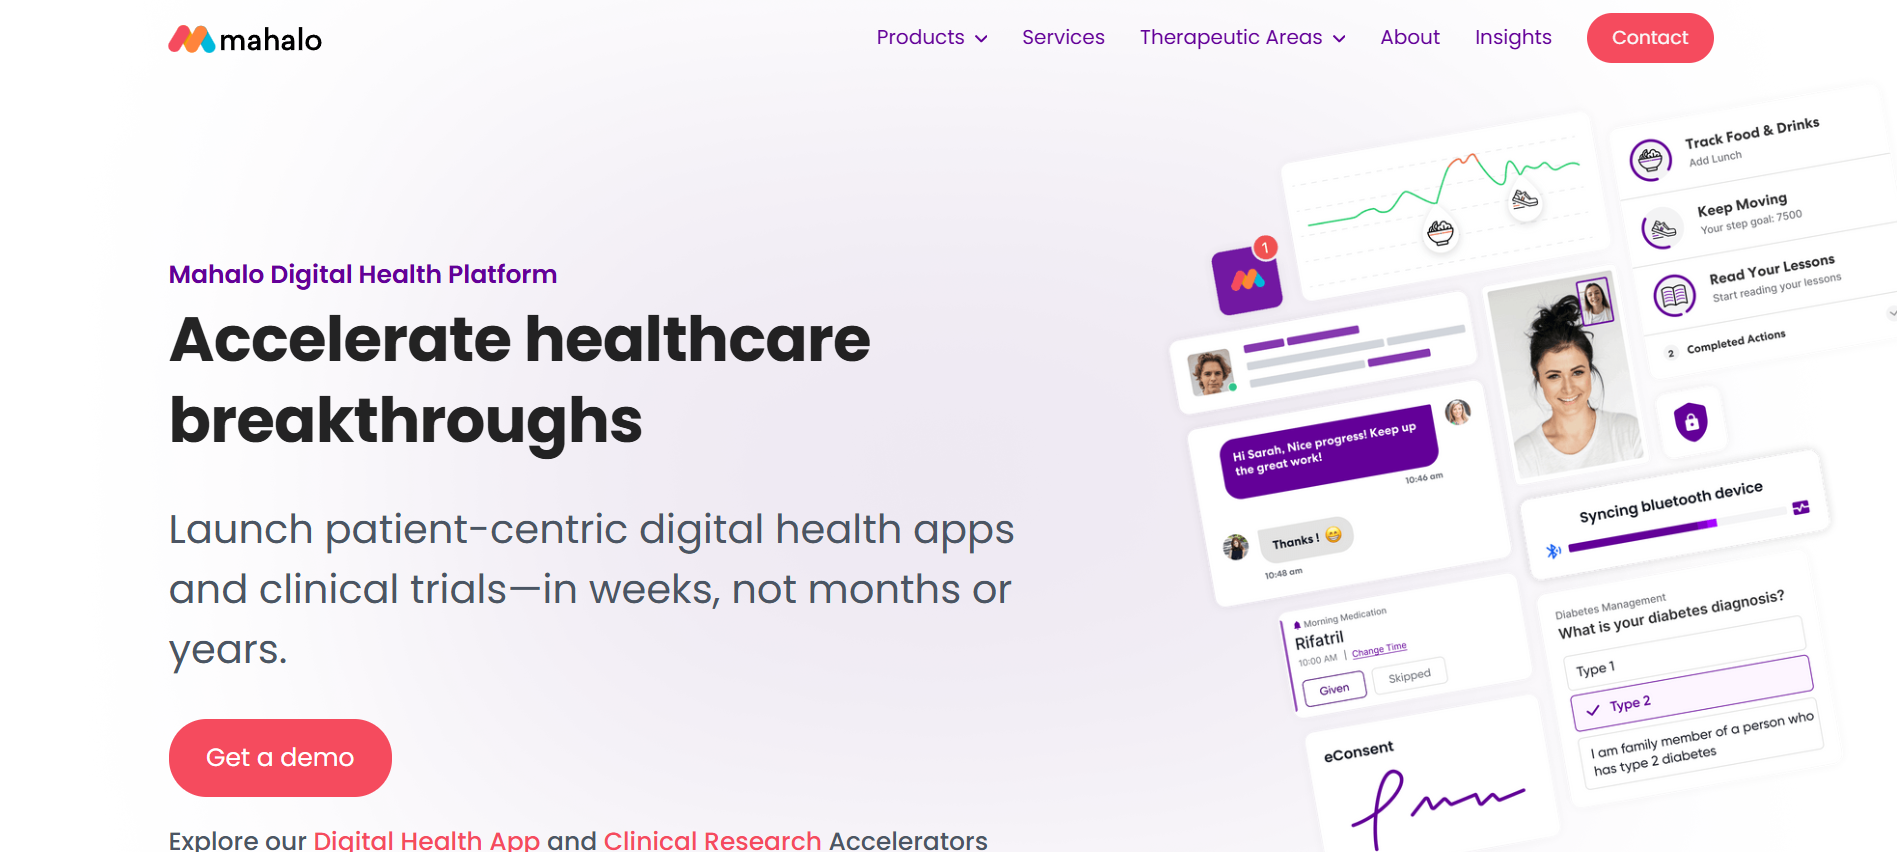 mahalo
Products
Services
Therapeutic Areas
About
Insights
Contact
Mahalo Digital Health Platform
Accelerate healthcare
breakthroughs
Launch patient-centric digital health apps
and clinical trials—in weeks, not months or
years.
Get a demo
Explore our Digital Health App and Clinical Research Accelerators
Track Food & Drinks
Add Lunch
Keep Moving
Your step goal: 7500
Read Your Lessons
Start reading your lessons
2 Completed Actions
1
Hi Sarah, Nice progress! Keep up
the great work!
10:46 am
Thanks ! 😁
10:48 am
Syncing bluetooth device
Morning Medication
Rifatril
10:00 AM | Change Time
Given
Skipped
Diabetes Management
What is your diabetes diagnosis?
Type 1
Type 2
I am family member of a person who
has type 2 diabetes
eConsent